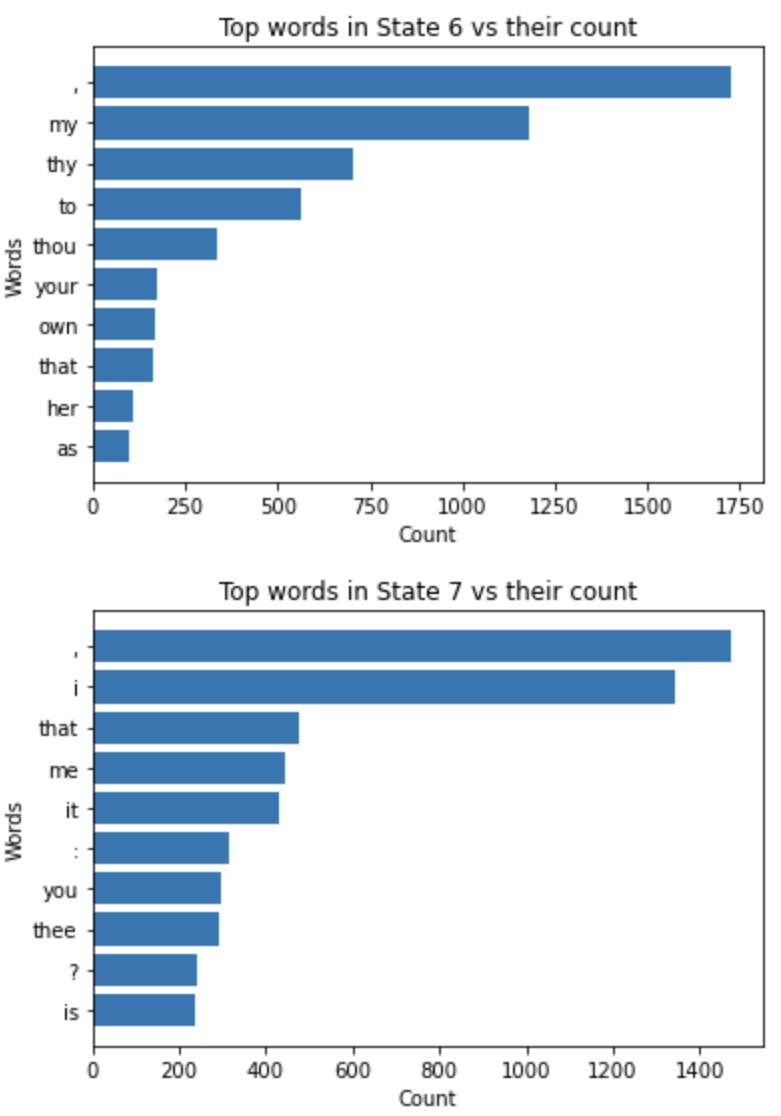 Top words in State 6 vs their count
,
my
thy
to
thou
your
own
that
her
as
Words
0 250 500 750 1000 1250 1500 1750
Count
Top words in State 7 vs their count
,
i
that
me
it
:
you
thee
?
is
Words
0 200 400 600 800 1000 1200 1400
Count